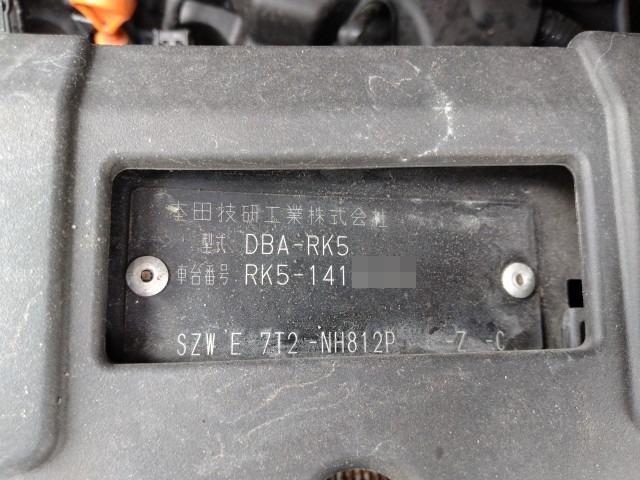 本田技研工業株式会社
型式 DBA-RK5
車台番号 RK5-141
SZW E 7T2 -NH812P -Z -C